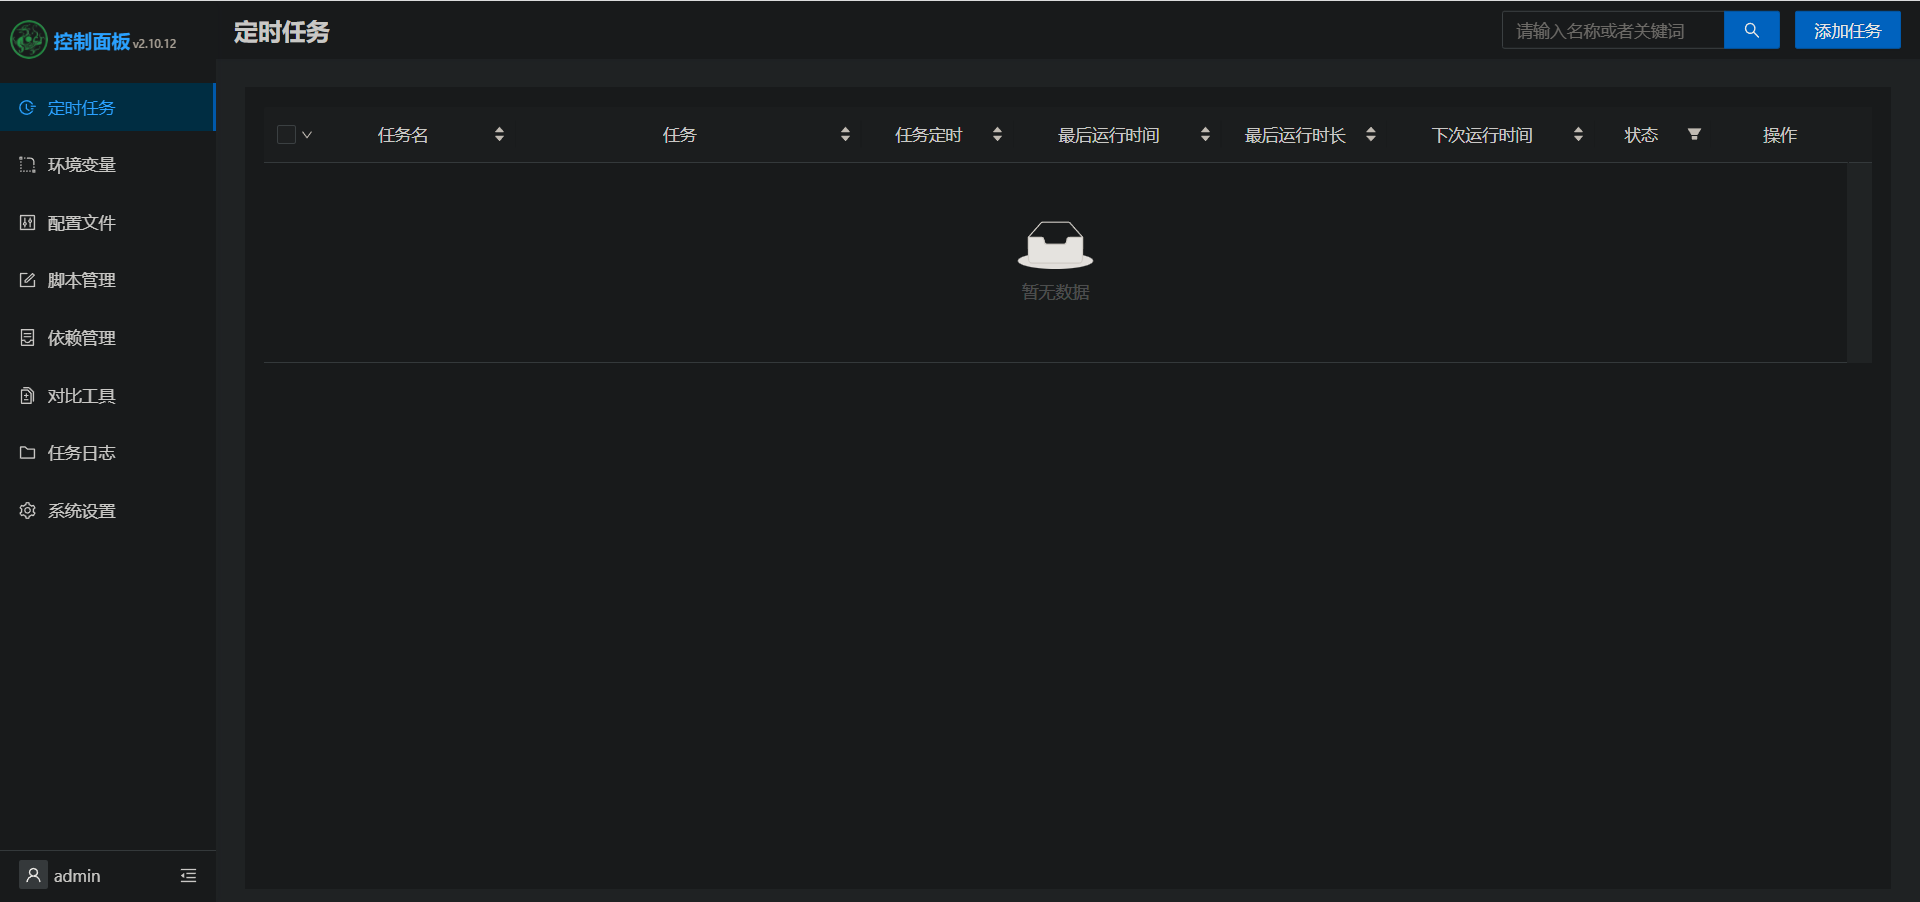 控制面板 v2.10.12
定时任务
环境变量
配置文件
脚本管理
依赖管理
对比工具
任务日志
系统设置
admin
定时任务
请输入名称或者关键词
添加任务
任务名 任务 任务定时 最后运行时间 最后运行时长 下次运行时间 状态 操作
暂无数据